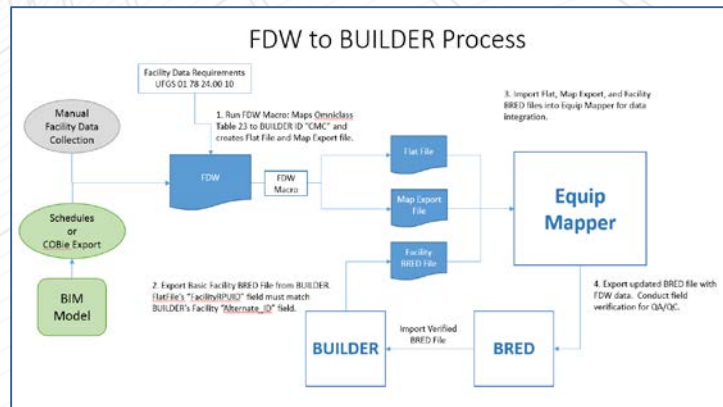 FDW to BUILDER Process
Facility Data Requirements
UFGS 01 78 24.00 10
Manual
Facility Data
Collection
1. Run FDW Macro: Maps Omniclass
Table 23 to BUILDER ID "CMC" and
creates Flat File and Map Export file.
3. Import Flat, Map Export, and Facility
BRED files into Equip Mapper for data
integration.
FDW
FDW
Macro
Flat File
Map Export
File
Facility
BRED File
Equip
Mapper
Schedules
or
COBie Export
BIM
Model
2. Export Basic Facility BRED File from BUILDER.
FlatFile's "FacilityRPUID" field must match
BUILDER's Facility "Alternate_ID" field.
4. Export updated BRED file with
FDW data. Conduct field
verification for QA/QC.
BUILDER
Import Verified
BRED File
BRED